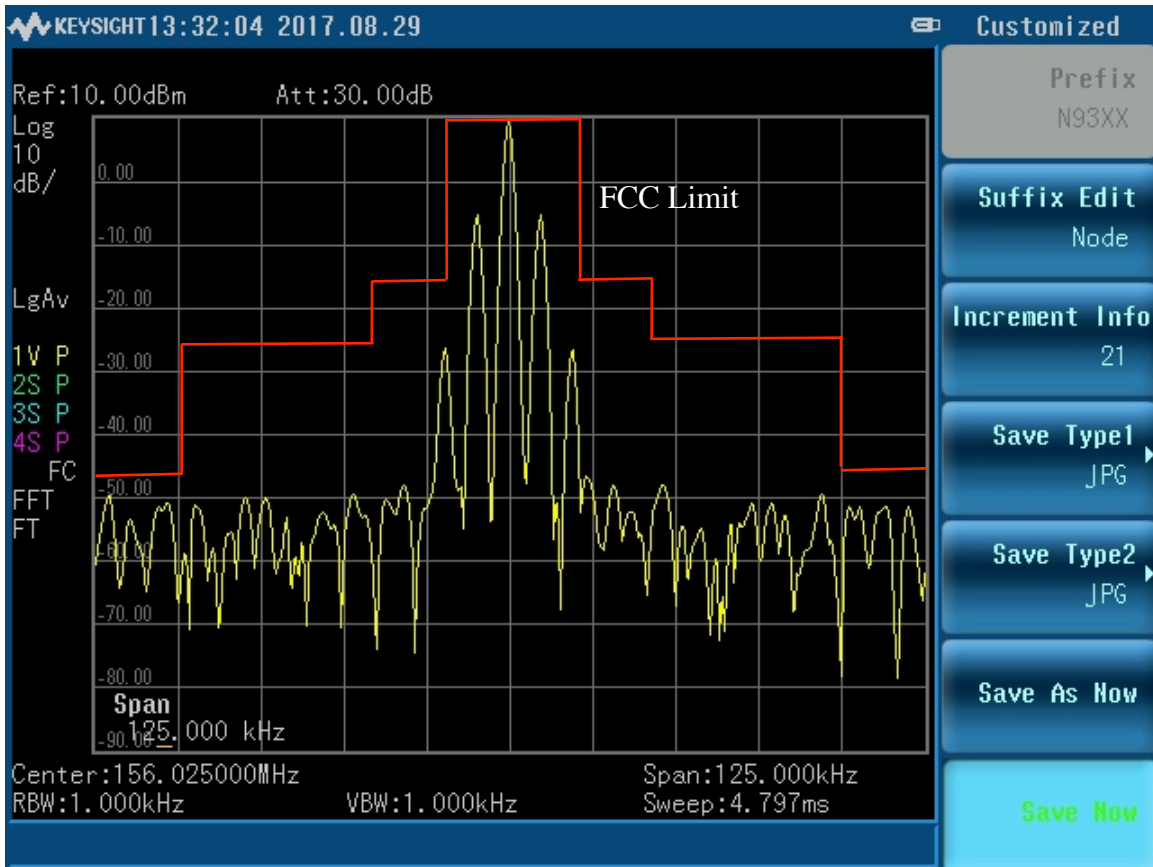 KEYSIGHT 13:32:04 2017.08.29
Customized
Ref:10.00dBm Att:30.00dB
Log
10
dB/
LgAv
1V P
2S P
3S P
4S P
FC
FFT
FT
0.00
-10.00
-20.00
-30.00
-40.00
-50.00
-60.00
-70.00
-80.00
-90.00
FCC Limit
Span
125.000 kHz
Center:156.025000MHz Span:125.000kHz
RBW:1.000kHz VBW:1.000kHz Sweep:4.797ms
Prefix
N93XX
Suffix Edit
Node
Increment Info
21
Save Type1
JPG
Save Type2
JPG
Save As Now
Save Now